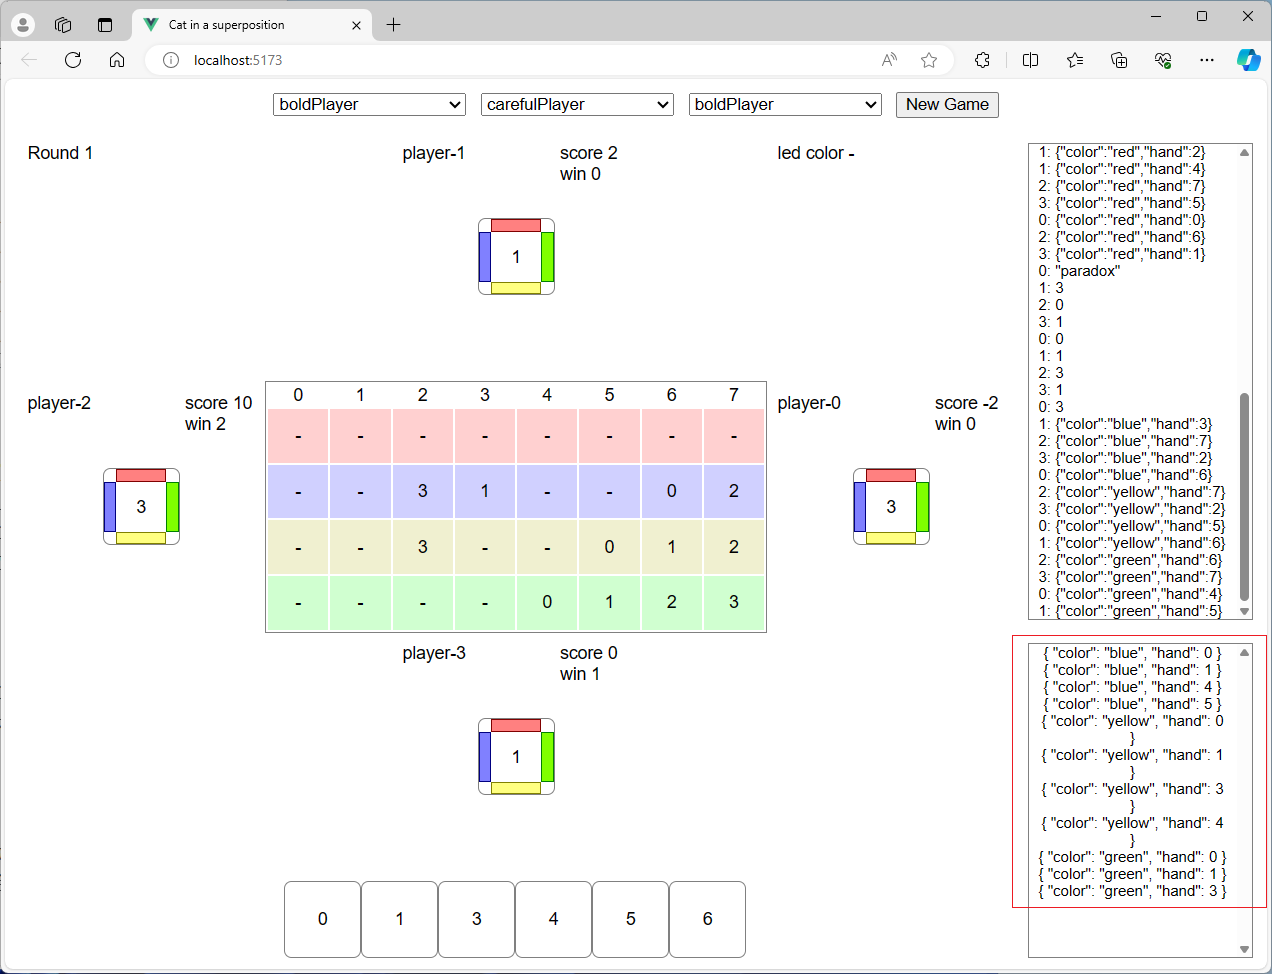 Cat in a superposition
localhost:5173
boldPlayer carefulPlayer boldPlayer New Game
Round 1 player-1 score 2 led color -
win 0
1
player-2 score 10
win 2
3
0 1 2 3 4 5 6 7
- - - - - - - -
- - 3 1 - - 0 2
- - 3 - - 0 1 2
- - - - 0 1 2 3
player-0 score -2
win 0
3
player-3 score 0
win 1
1
0 1 3 4 5 6
1: {"color":"red","hand":2}
1: {"color":"red","hand":4}
2: {"color":"red","hand":7}
3: {"color":"red","hand":5}
0: {"color":"red","hand":0}
2: {"color":"red","hand":6}
3: {"color":"red","hand":1}
0: "paradox"
1: 3
2: 0
3: 1
0: 0
1: 1
2: 3
3: 1
0: 3
1: {"color":"blue","hand":3}
2: {"color":"blue","hand":7}
3: {"color":"blue","hand":2}
0: {"color":"blue","hand":6}
2: {"color":"yellow","hand":7}
3: {"color":"yellow","hand":2}
0: {"color":"yellow","hand":5}
1: {"color":"yellow","hand":6}
2: {"color":"green","hand":6}
3: {"color":"green","hand":7}
0: {"color":"green","hand":4}
1: {"color":"green","hand":5}
{ "color": "blue", "hand": 0 }
{ "color": "blue", "hand": 1 }
{ "color": "blue", "hand": 4 }
{ "color": "blue", "hand": 5 }
{ "color": "yellow", "hand": 0
}
{ "color": "yellow", "hand": 1
}
{ "color": "yellow", "hand": 3
}
{ "color": "yellow", "hand": 4
}
{ "color": "green", "hand": 0 }
{ "color": "green", "hand": 1 }
{ "color": "green", "hand": 3 }